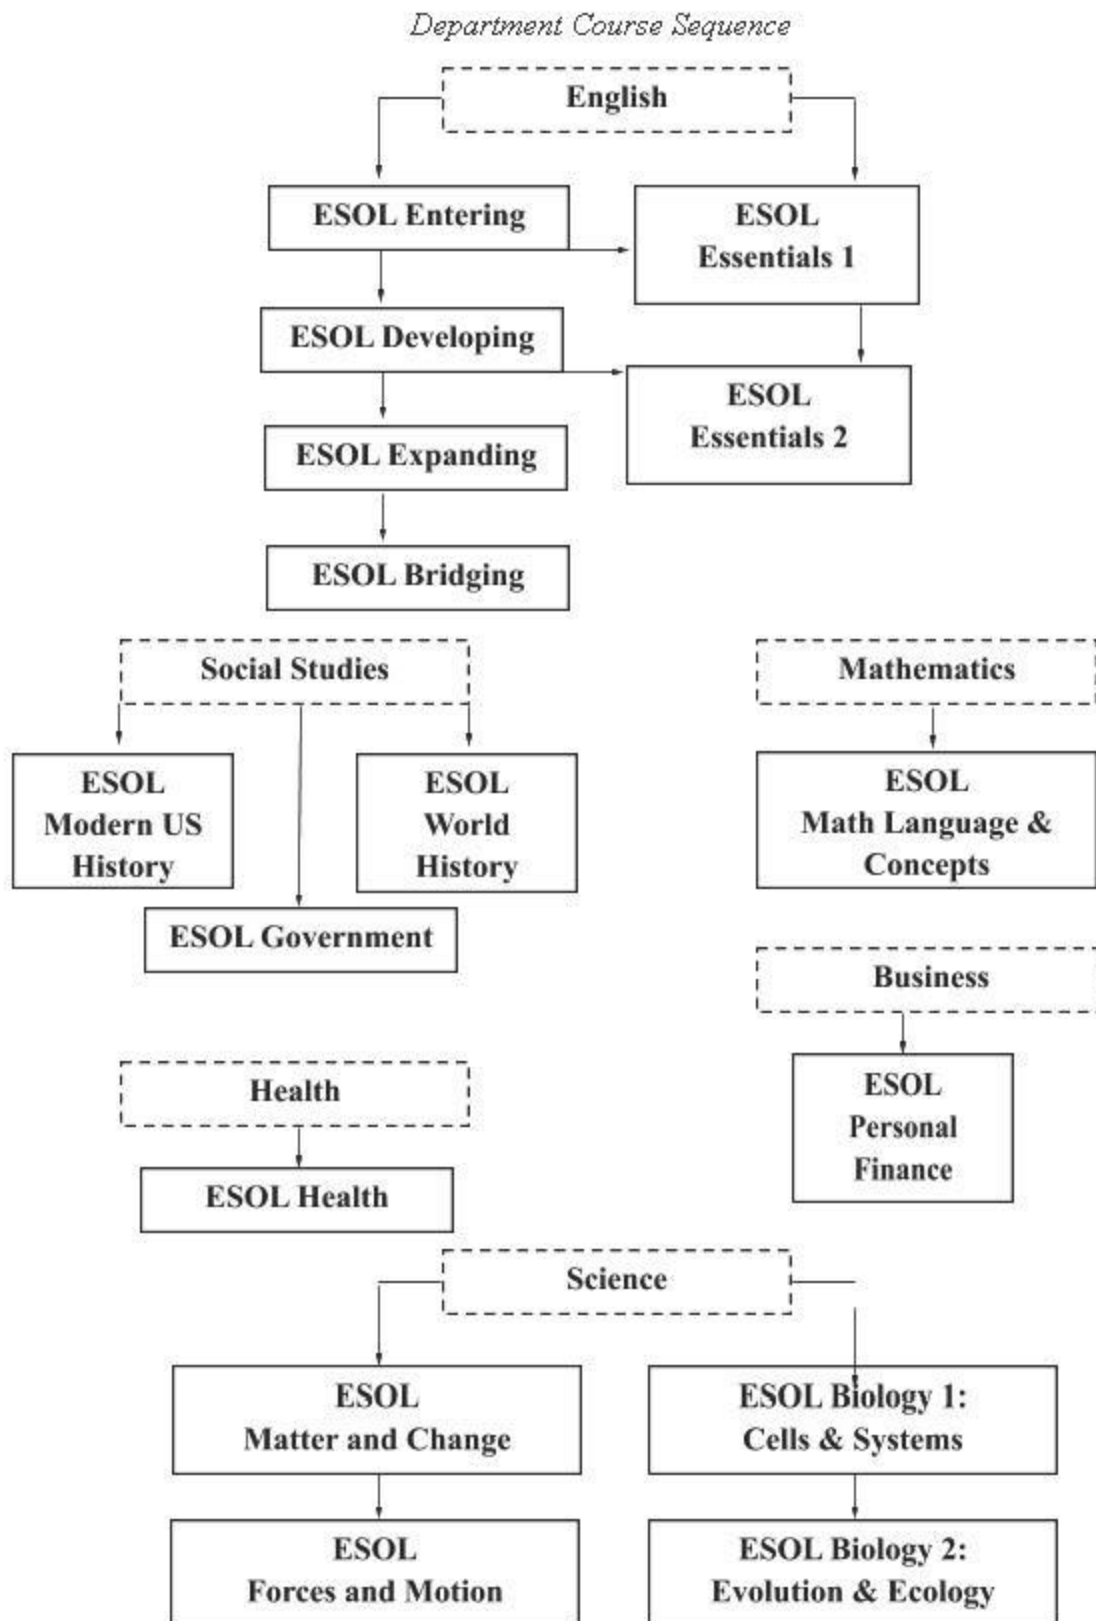 Department Course Sequence
English
ESOL Entering
ESOL
Essentials 1
ESOL Developing
ESOL
Essentials 2
ESOL Expanding
ESOL Bridging
Social Studies
Mathematics
ESOL
Modern US
History
ESOL
World
History
ESOL
Math Language &
Concepts
ESOL Government
Business
ESOL
Personal
Finance
Health
ESOL Health
Science
ESOL
Matter and Change
ESOL Biology 1:
Cells & Systems
ESOL
Forces and Motion
ESOL Biology 2:
Evolution & Ecology